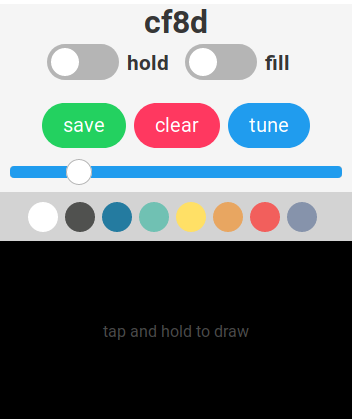 cf8d
hold fill
save clear tune
tap and hold to draw